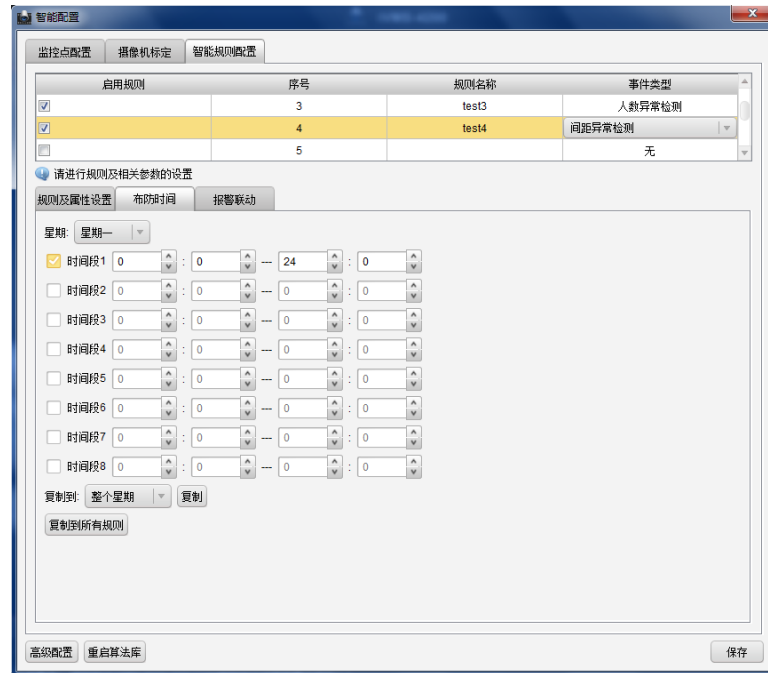 智能配置
监控点配置 摄像机标定 智能规则配置
启用规则 序号 规则名称 事件类型
3 test3 人数异常检测
4 test4 间距异常检测
5 无
请进行规则及相关参数的设置
规则及属性设置 布防时间 报警联动
星期: 星期一
时间段1 0 : 0 --- 24 : 0
时间段2 0 : 0 --- 0 : 0
时间段3 0 : 0 --- 0 : 0
时间段4 0 : 0 --- 0 : 0
时间段5 0 : 0 --- 0 : 0
时间段6 0 : 0 --- 0 : 0
时间段7 0 : 0 --- 0 : 0
时间段8 0 : 0 --- 0 : 0
复制到: 整个星期 复制
复制到所有规则
高级配置 重启算法库 保存